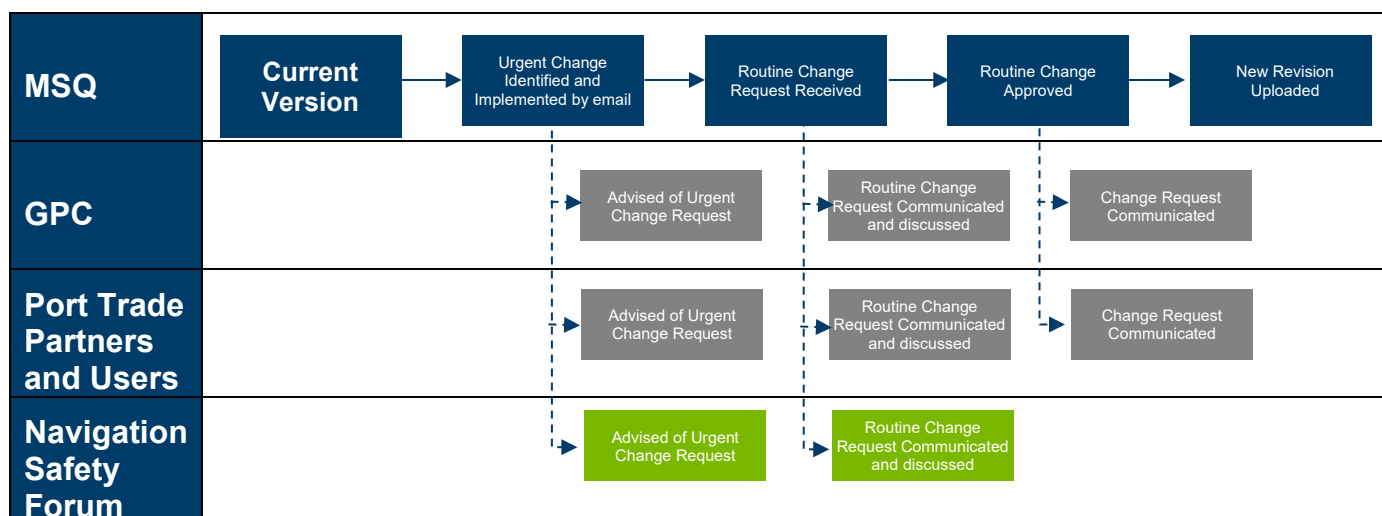 MSQ
Current
Version
Urgent Change
Identified and
Implemented by email
Routine Change
Request Received
Routine Change
Approved
New Revision
Uploaded
GPC
Advised of Urgent
Change Request
Routine Change
Request Communicated
and discussed
Change Request
Communicated
Port Trade
Partners
and Users
Advised of Urgent
Change Request
Routine Change
Request Communicated
and discussed
Change Request
Communicated
Navigation
Safety
Forum
Advised of Urgent
Change Request
Routine Change
Request Communicated
and discussed